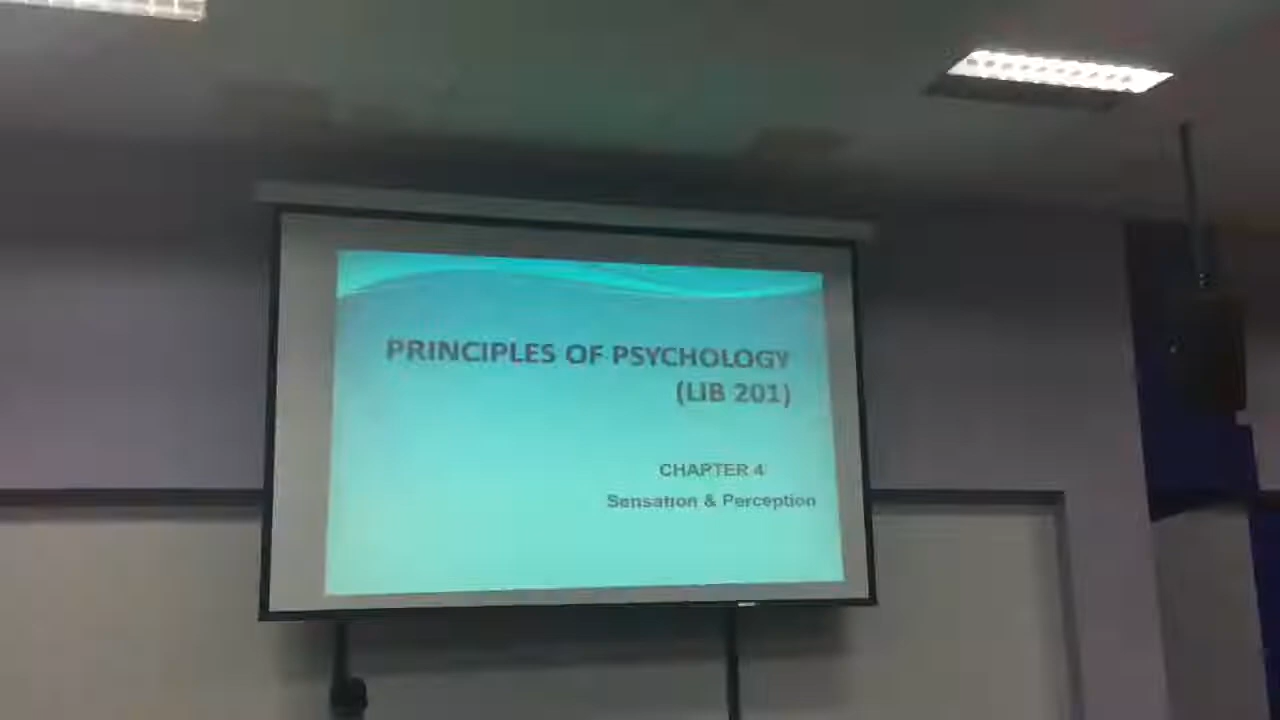 PRINCIPLES OF PSYCHOLOGY
(LIB 201)
CHAPTER 4
Sensation & Perception